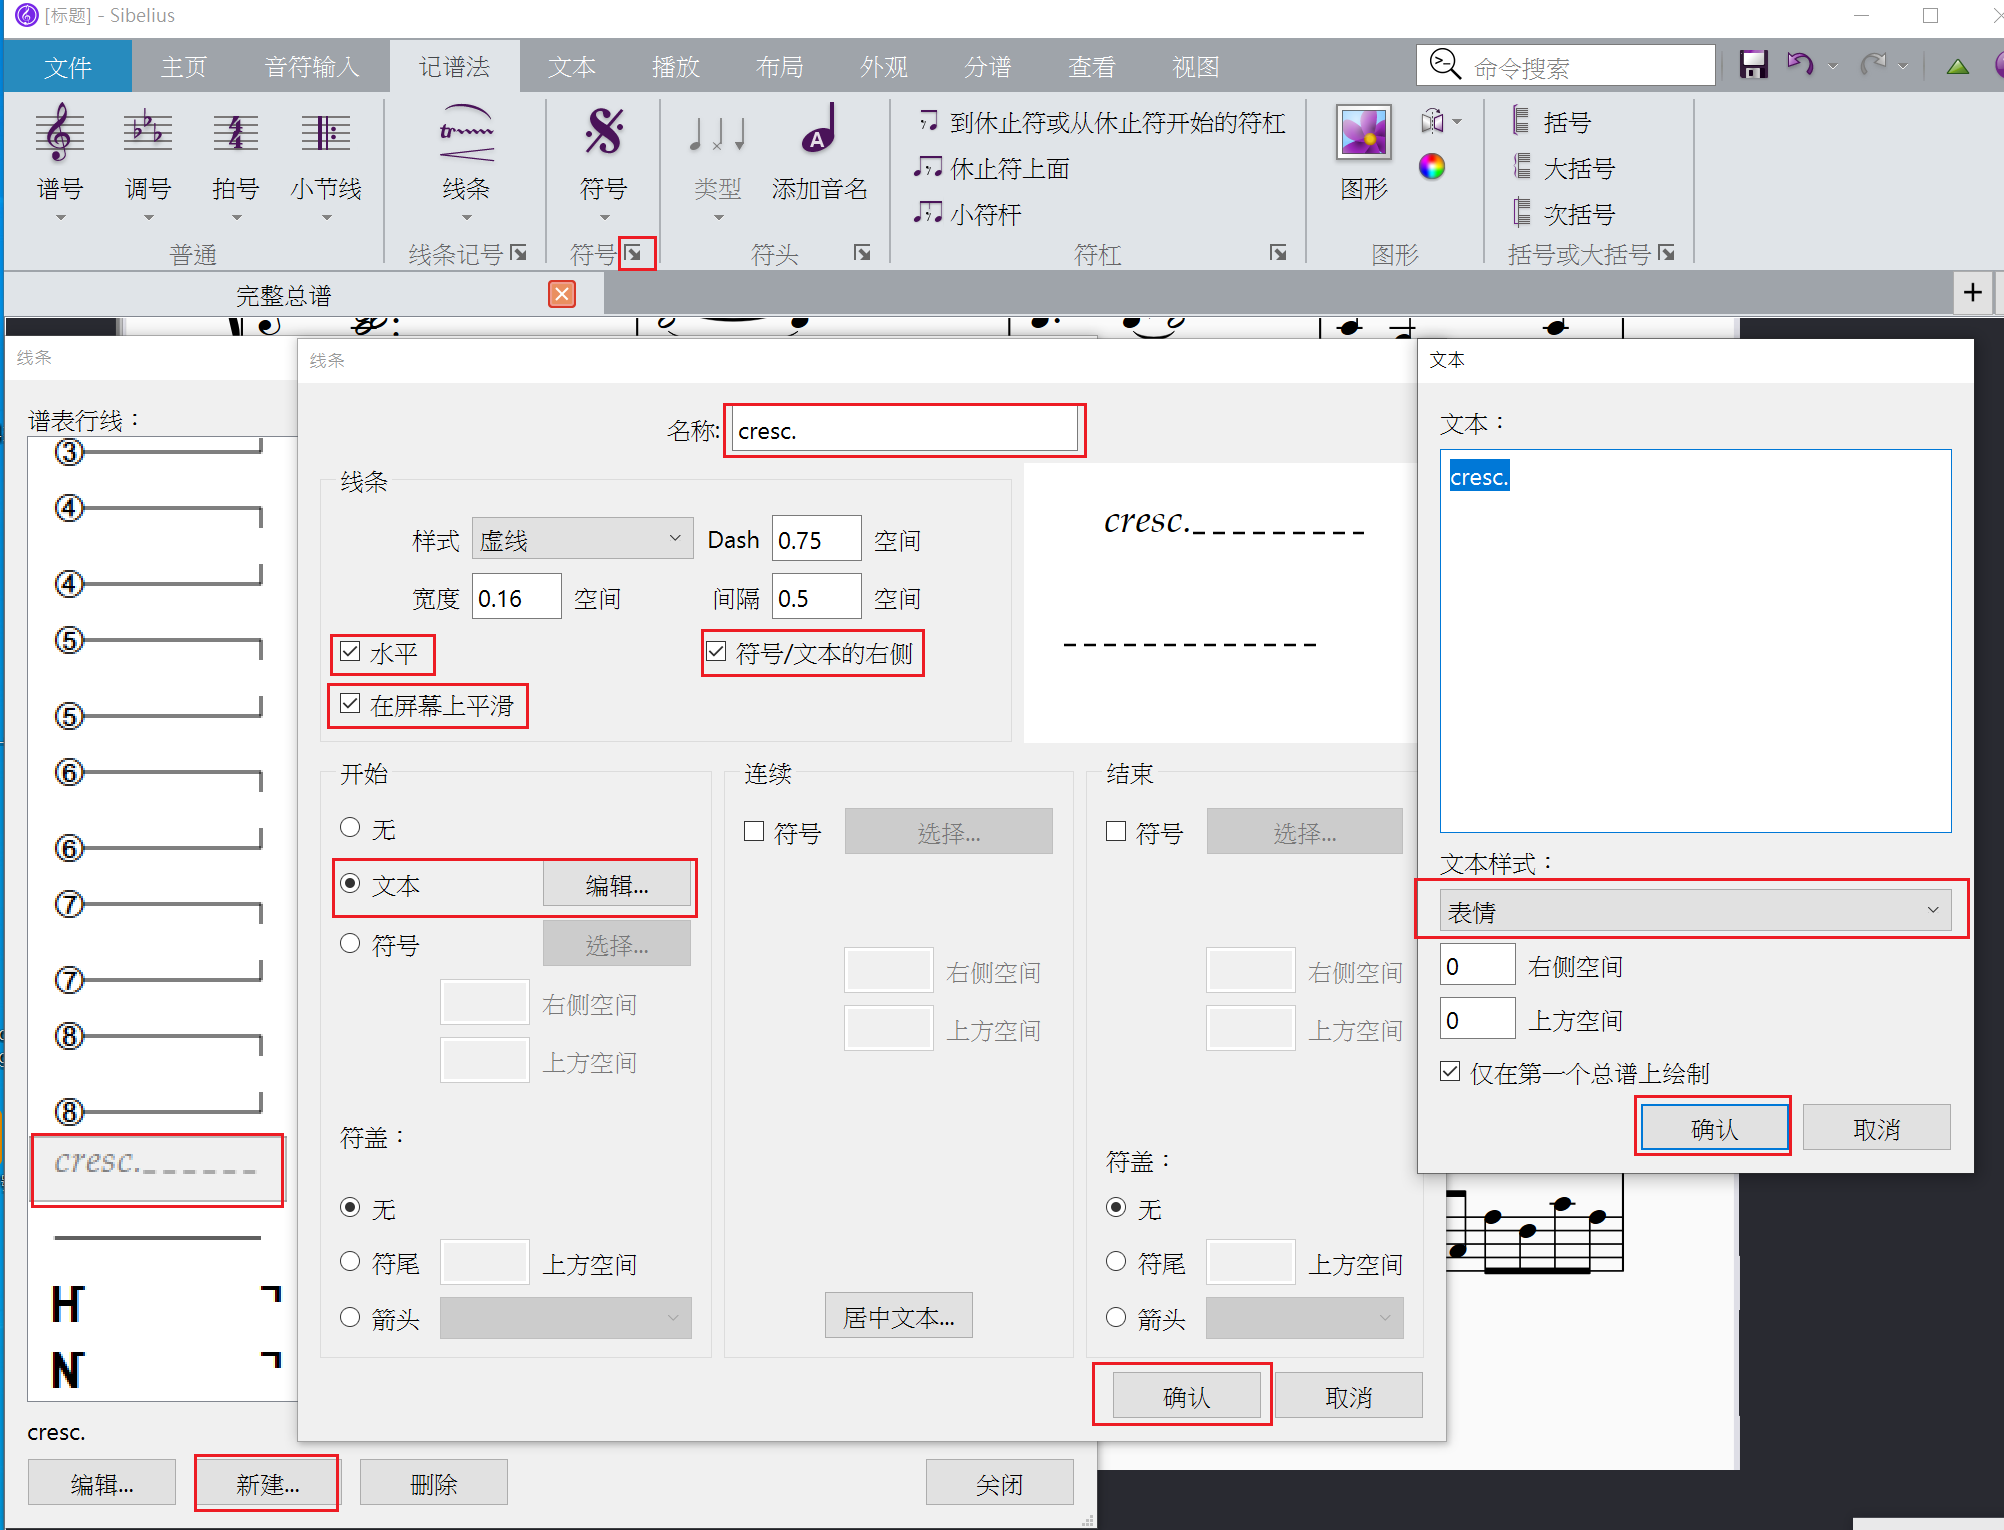 [标题] - Sibelius
文件 主页 音符输入 记谱法 文本 播放 布局 外观 分谱 查看 视图 命令搜索
谱号 调号 拍号 小节线 线条 符号 类型 添加音名 图形
到休止符或从休止符开始的符杠
休止符上面
小符杆
括号
大括号
次括号
普通 线条记号 符号 符头 符杠 图形 括号或大括号
完整总谱
线条
谱表行线：
③
④
④
⑤
⑤
⑥
⑥
⑦
⑦
⑧
⑧
cresc.
H
N
cresc.
编辑... 新建... 删除 关闭
线条
名称: cresc.
线条
样式 虚线 Dash 0.75 空间
宽度 0.16 空间 间隔 0.5 空间
水平 符号/文本的右侧
在屏幕上平滑
cresc.
开始
无
文本 编辑...
符号 选择...
右侧空间
上方空间
符盖：
无
符尾 上方空间
箭头
连续
符号 选择...
右侧空间
上方空间
居中文本...
结束
符号 选择...
右侧空间
上方空间
符盖：
无
符尾 上方空间
箭头
确认 取消
文本
文本：
cresc.
文本样式：
表情
0 右侧空间
0 上方空间
仅在第一个总谱上绘制
确认 取消